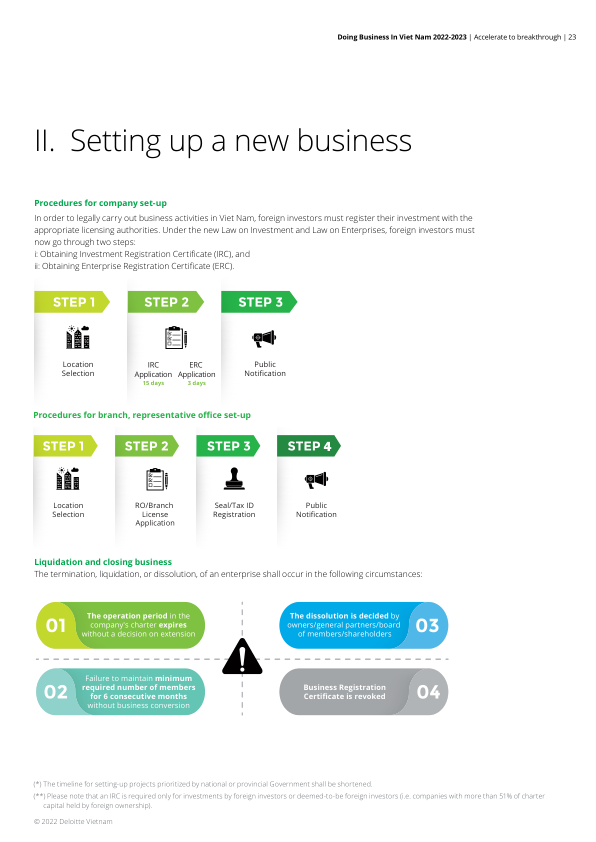 Doing Business In Viet Nam 2022-2023 | Accelerate to breakthrough | 23
II. Setting up a new business
Procedures for company set-up
In order to legally carry out business activities in Viet Nam, foreign investors must register their investment with the
appropriate licensing authorities. Under the new Law on Investment and Law on Enterprises, foreign investors must
now go through two steps:
i: Obtaining Investment Registration Certificate (IRC), and
ii: Obtaining Enterprise Registration Certificate (ERC).
STEP 1
Location
Selection
STEP 2
IRC
Application
15 days
ERC
Application
3 days
STEP 3
Public
Notification
Procedures for branch, representative office set-up
STEP 1
Location
Selection
STEP 2
RO/Branch
License
Application
STEP 3
Seal/Tax ID
Registration
STEP 4
Public
Notification
Liquidation and closing business
The termination, liquidation, or dissolution, of an enterprise shall occur in the following circumstances:
01
The operation period in the
company's charter expires
without a decision on extension
02
Failure to maintain minimum
required number of members
for 6 consecutive months
without business conversion
The dissolution is decided by
owners/general partners/board
of members/shareholders
03
Business Registration
Certificate is revoked
04
(*) The timeline for setting-up projects prioritized by national or provincial Government shall be shortened.
(**) Please note that an IRC is required only for investments by foreign investors or deemed-to-be foreign investors (i.e. companies with more than 51% of charter
capital held by foreign ownership).
© 2022 Deloitte Vietnam